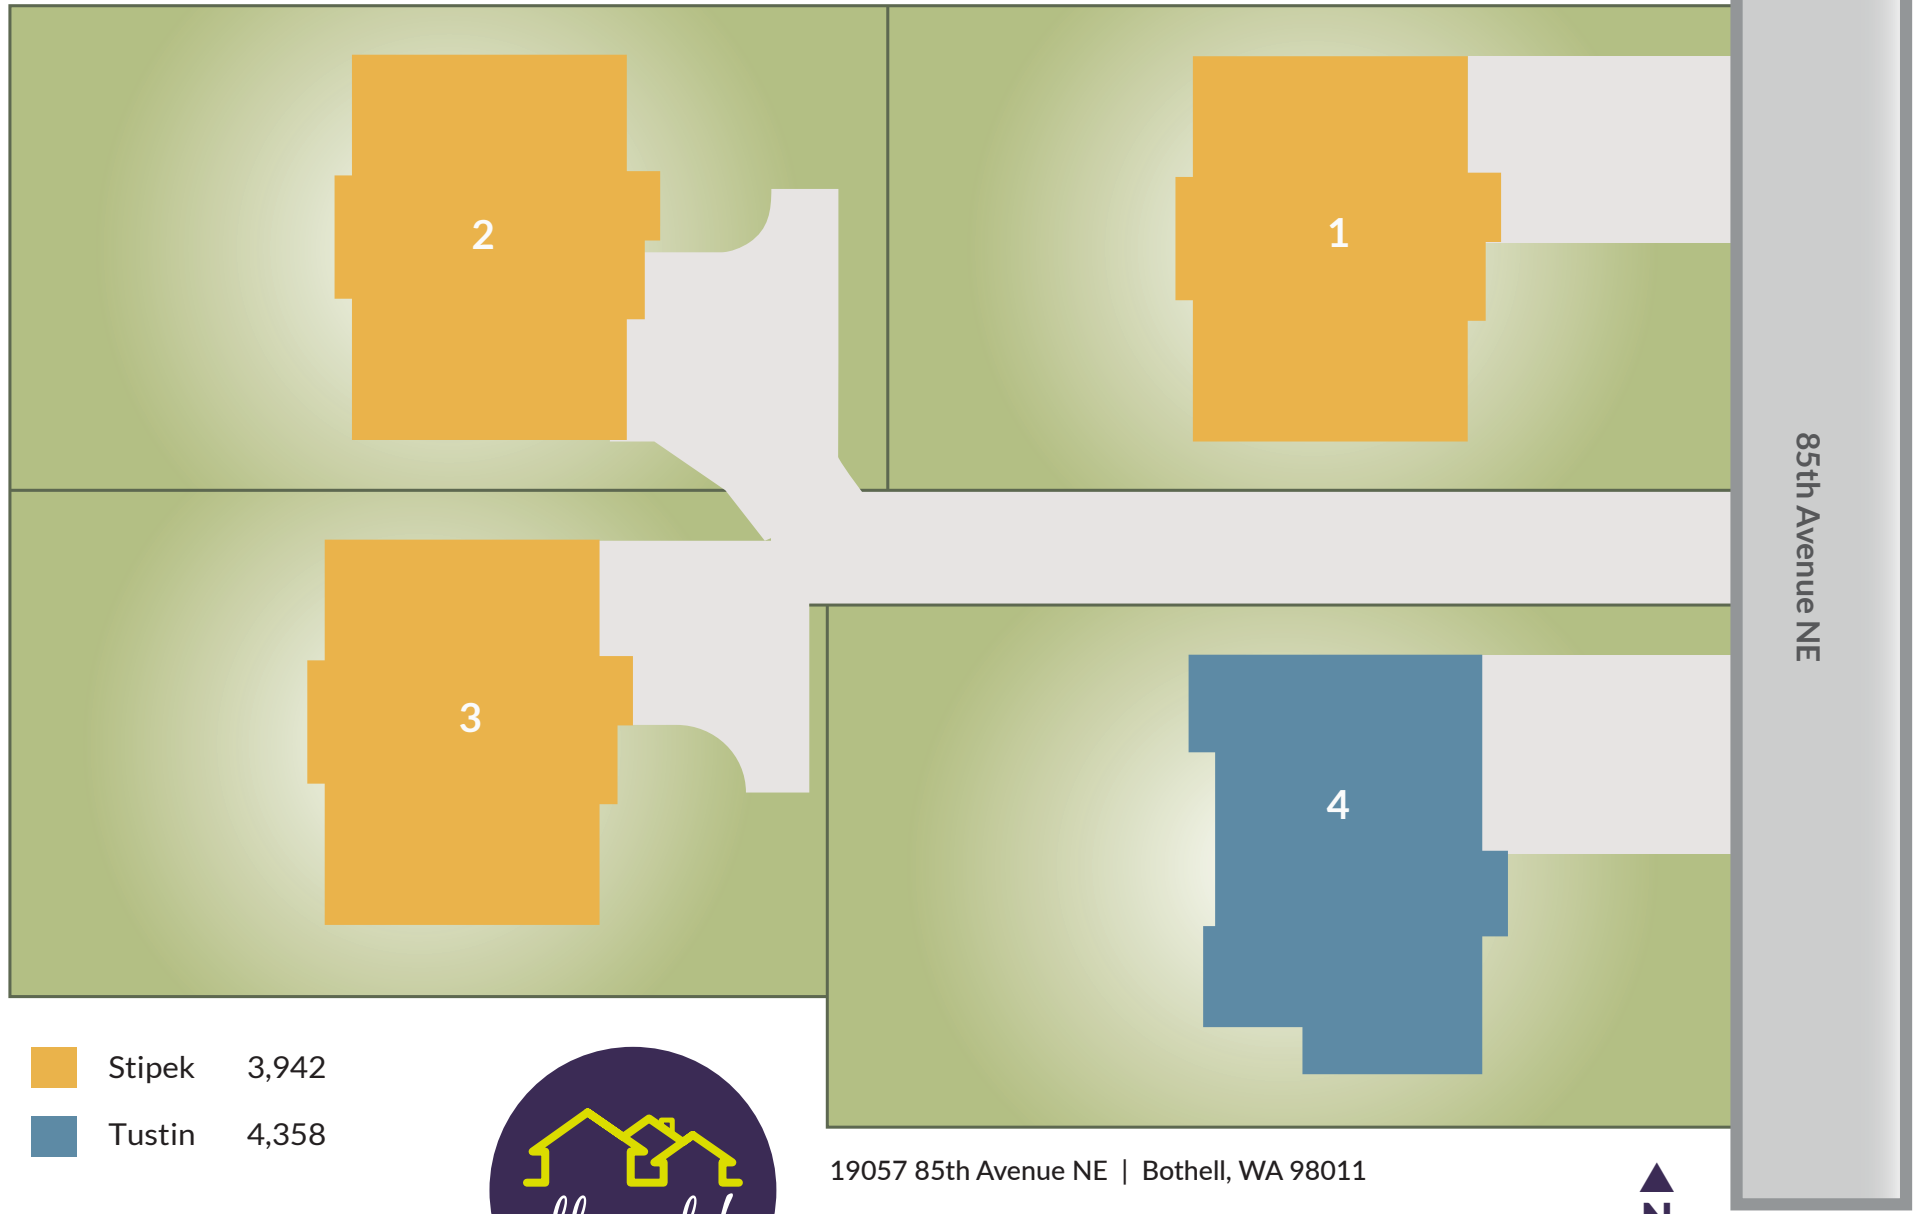 2
1
3
4
85th Avenue NE
Stipek 3,942
Tustin 4,358
19057 85th Avenue NE | Bothell, WA 98011
N